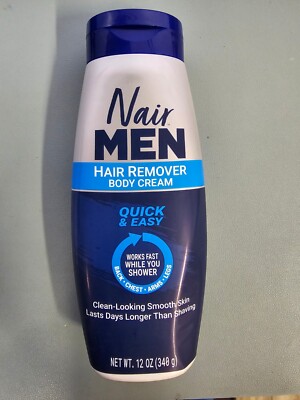 Nair
MEN
HAIR REMOVER
BODY CREAM
QUICK
& EASY
WORKS FAST
WHILE YOU
SHOWER
BACK • CHEST • ARMS • LEGS
Clean-Looking Smooth Skin
Lasts Days Longer Than Shaving
NET WT. 12 OZ (340 g)